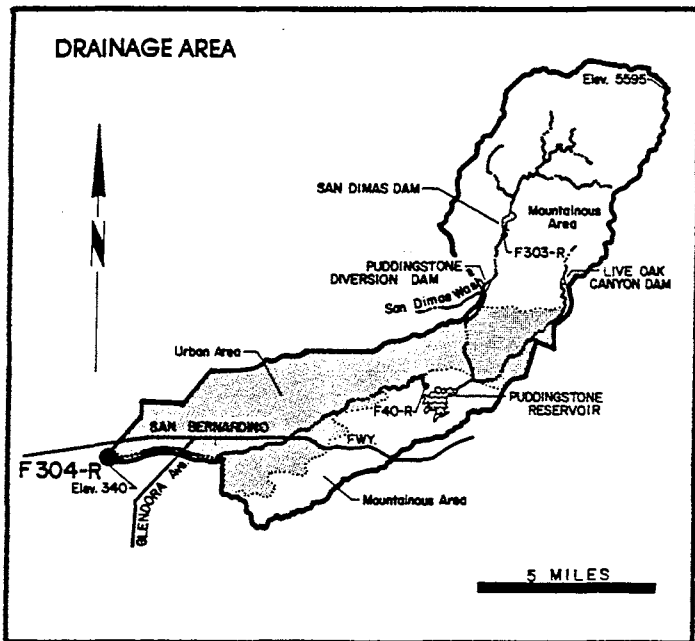 DRAINAGE AREA
Elev. 5595
N
SAN DIMAS DAM
Mountainous
Area
F303-R
PUDDINGSTONE
DIVERSION DAM
LIVE OAK
CANYON DAM
San Dimas Wash
Urban Area
F40-R
PUDDINGSTONE
RESERVOIR
SAN BERNARDINO
FWY.
F304-R
Elev. 340
GLENDORA Ave.
Mountainous Area
5 MILES